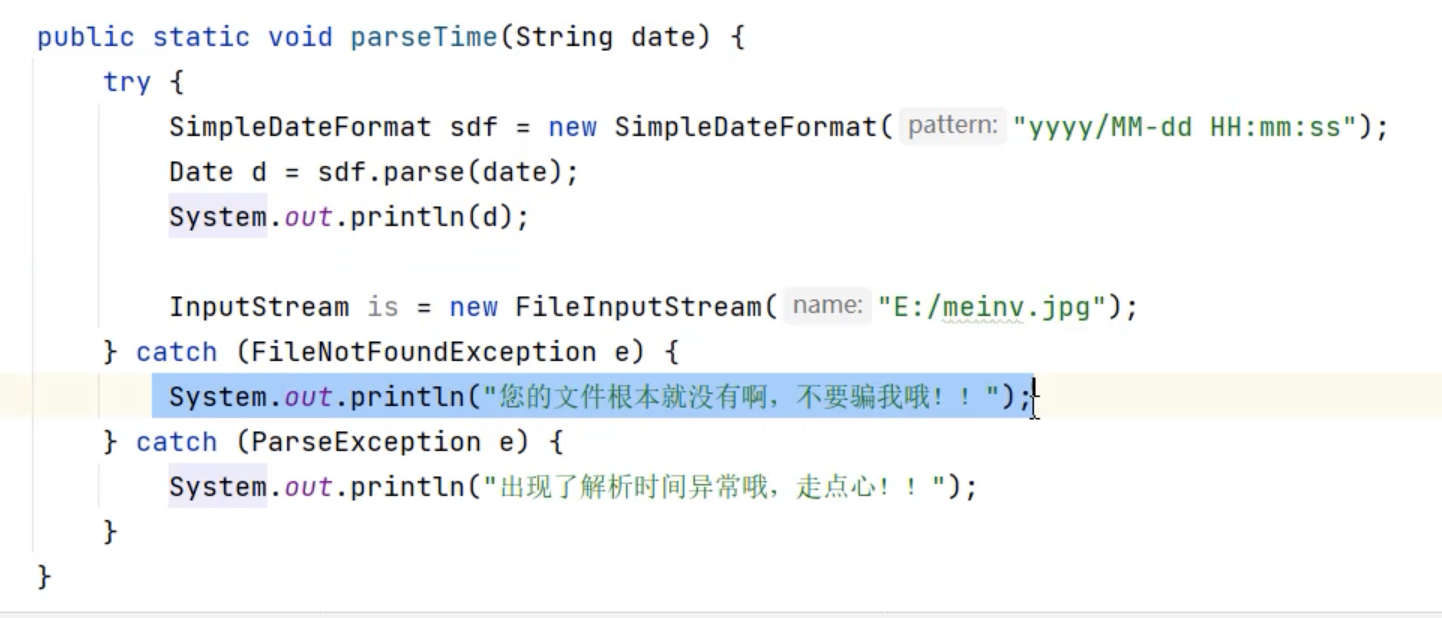 public static void parseTime(String date) {
try {
SimpleDateFormat sdf = new SimpleDateFormat( pattern: "yyyy/MM-dd HH:mm:ss");
Date d = sdf.parse(date);
System.out.println(d);
InputStream is = new FileInputStream( name: "E:/meinv.jpg");
} catch (FileNotFoundException e) {
System.out.println("您的文件根本就没有啊，不要骗我哦！！");
} catch (ParseException e) {
System.out.println("出现了解析时间异常哦，走点心！！");
}
}